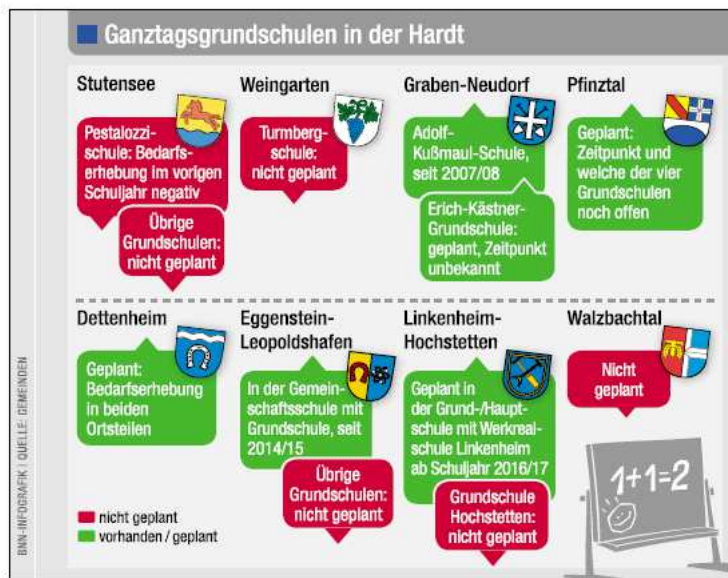 Ganztagsgrundschulen in der Hardt
Stutensee
Pestalozzi-
schule: Bedarfs-
erhebung im vorigen
Schuljahr negativ
Übrige
Grundschulen:
nicht geplant
Weingarten
Turmberg-
schule:
nicht geplant
Graben-Neudorf
Adolf-
Kußmaul-Schule,
seit 2007/08
Erich-Kästner-
Grundschule:
geplant, Zeitpunkt
unbekannt
Pfinztal
Geplant:
Zeitpunkt und
welche der vier
Grundschulen
noch offen
Dettenheim
Geplant:
Bedarfserhebung
in beiden
Ortsteilen
Eggenstein-
Leopoldshafen
In der Gemein-
schaftsschule mit
Grundschule, seit
2014/15
Übrige
Grundschulen:
nicht geplant
Linkenheim-
Hochstetten
Geplant in
der Grund-/Haupt-
schule mit Werkreal-
schule Linkenheim
ab Schuljahr 2016/17
Grundschule
Hochstetten:
nicht geplant
Walzbachtal
Nicht
geplant
1+1=2
nicht geplant
vorhanden / geplant
BNN-INFOGRAFIK | QUELLE: GEMEINDEN